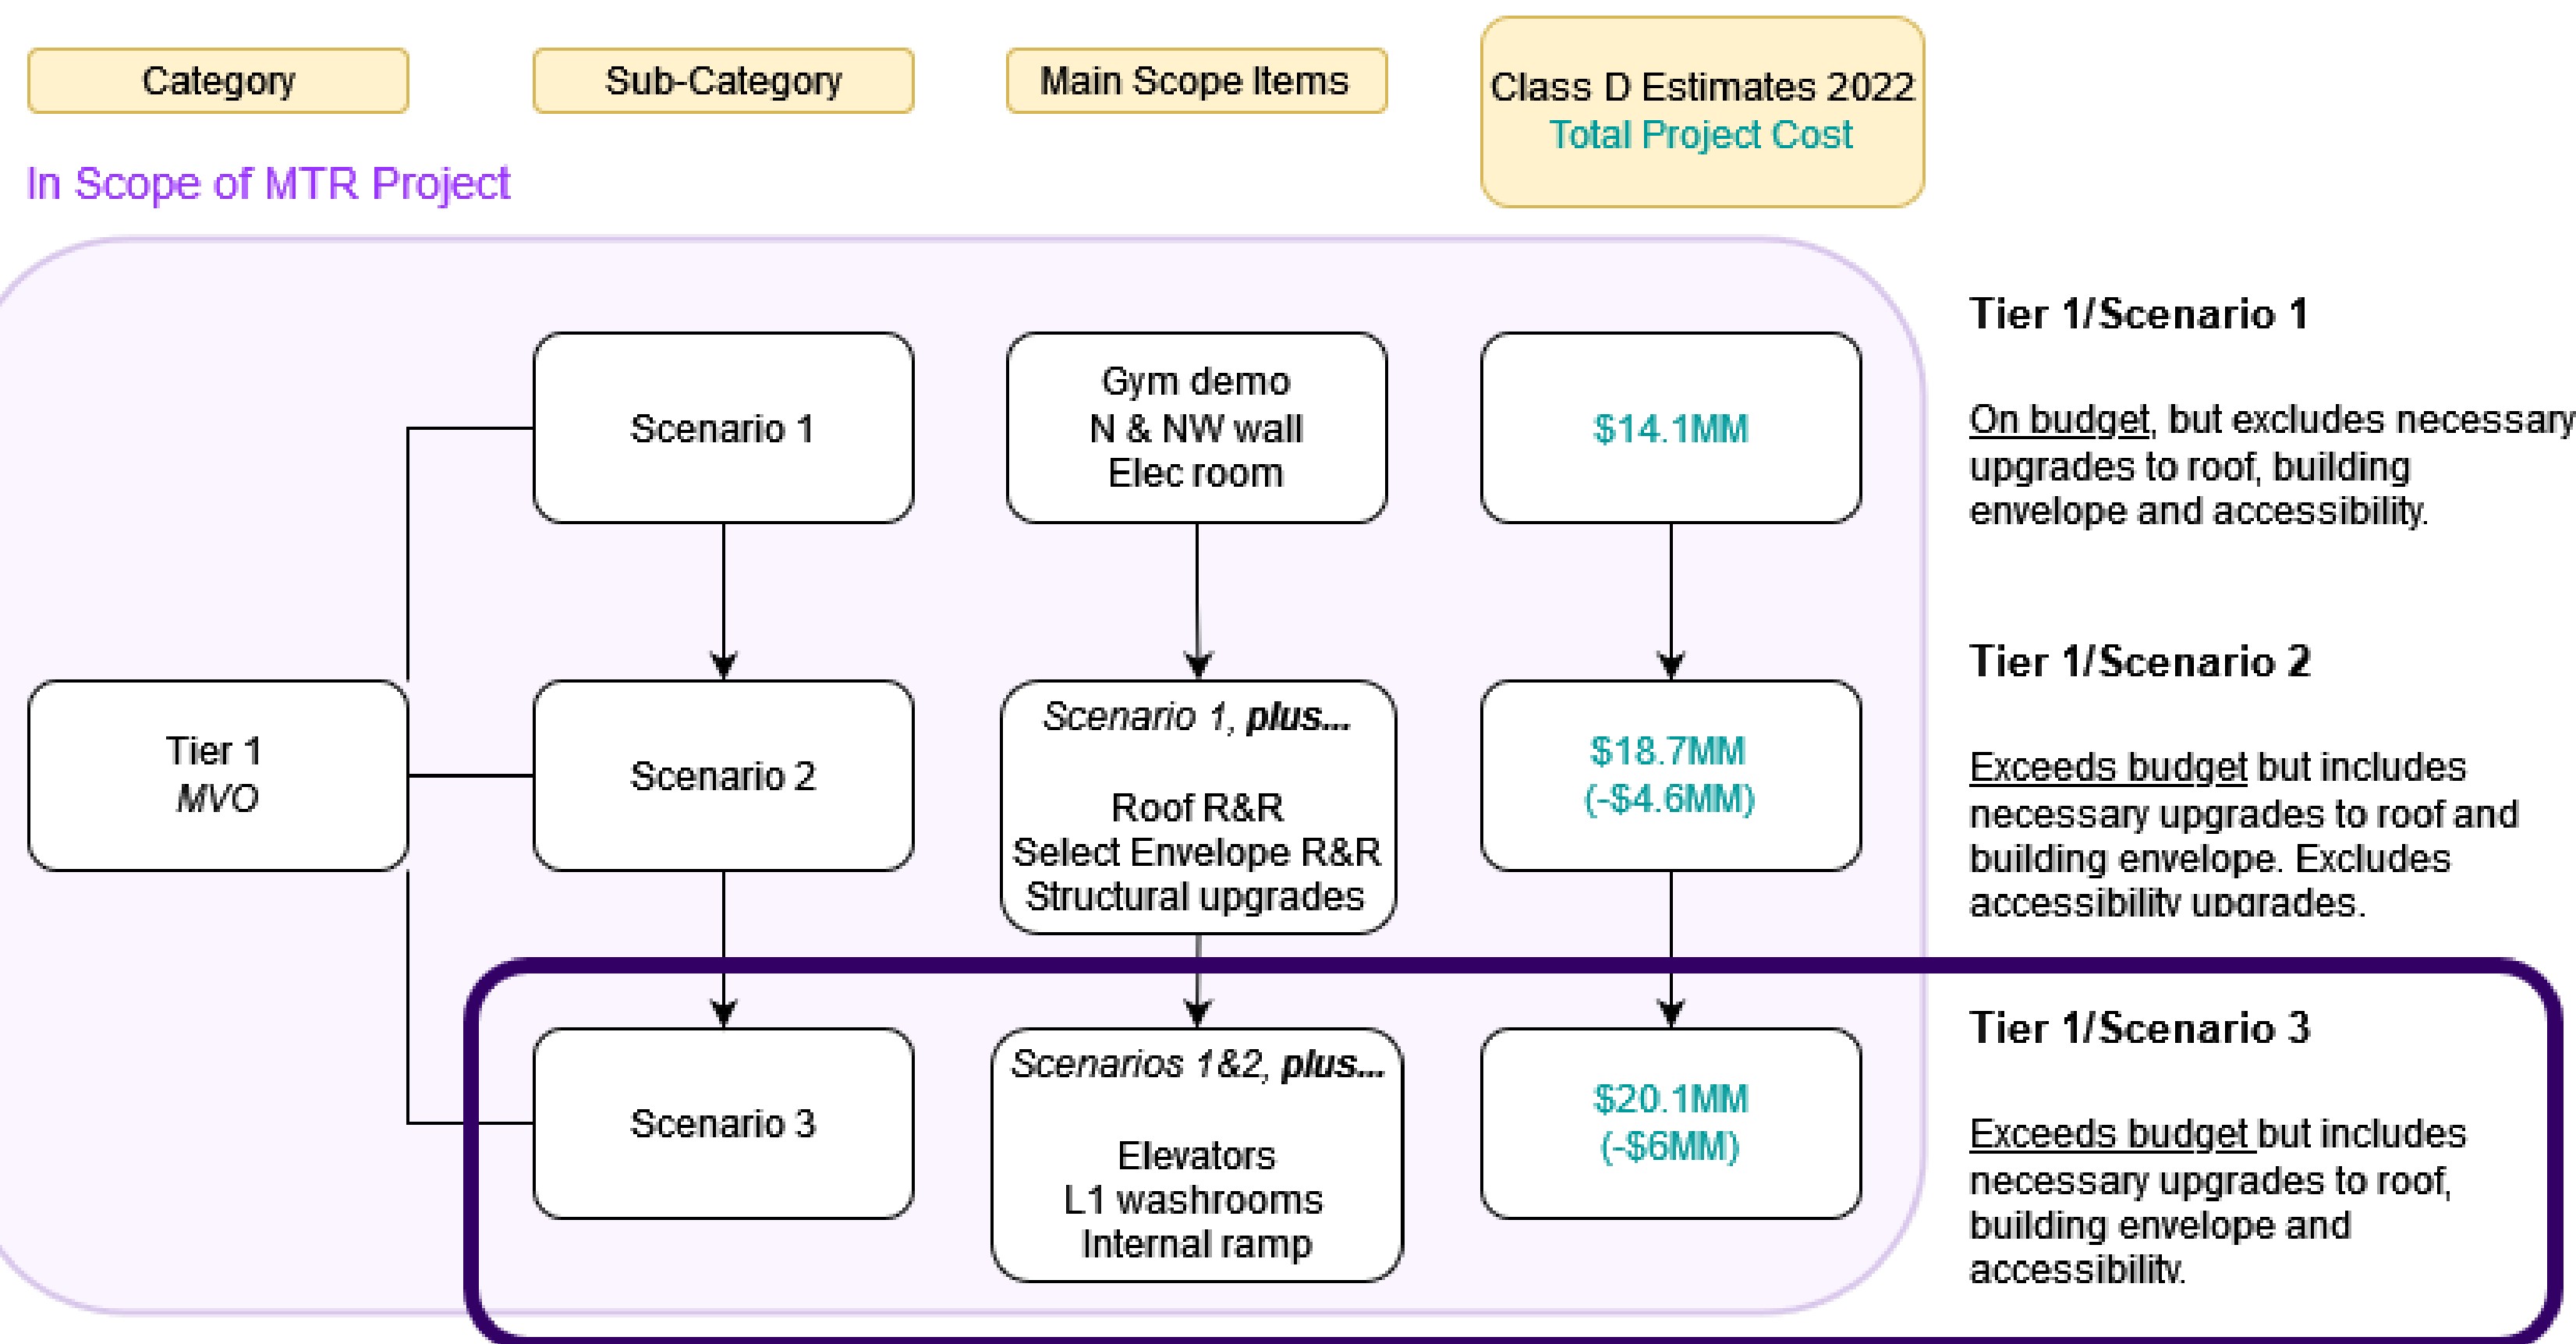 Category
Sub-Category
Main Scope Items
Class D Estimates 2022
Total Project Cost
In Scope of MTR Project
Tier 1
MVO
Scenario 1
Gym demo
N & NW wall
Elec room
$14.1MM
Tier 1/Scenario 1
On budget, but excludes necessary
upgrades to roof, building
envelope and accessibility.
Scenario 2
Scenario 1, plus...
Roof R&R
Select Envelope R&R
Structural upgrades
$18.7MM
(-$4.6MM)
Tier 1/Scenario 2
Exceeds budget but includes
necessary upgrades to roof and
building envelope. Excludes
accessibility upgrades.
Scenario 3
Scenarios 1&2, plus...
Elevators
L1 washrooms
Internal ramp
$20.1MM
(-$6MM)
Tier 1/Scenario 3
Exceeds budget but includes
necessary upgrades to roof,
building envelope and
accessibility.